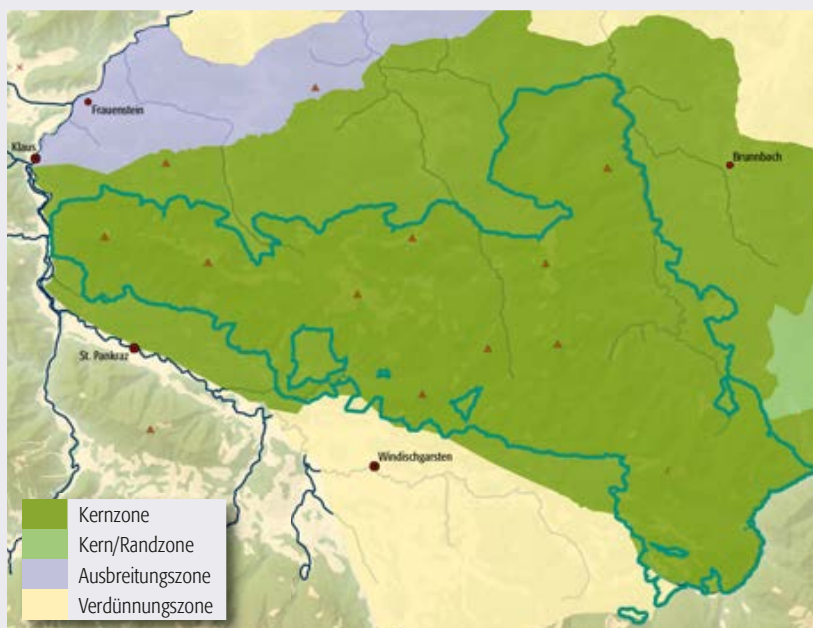 Frauenstein
Klaus
Brunnbach
St. Pankraz
Windischgarsten
Kernzone
Kern/Randzone
Ausbreitungszone
Verdünnungszone